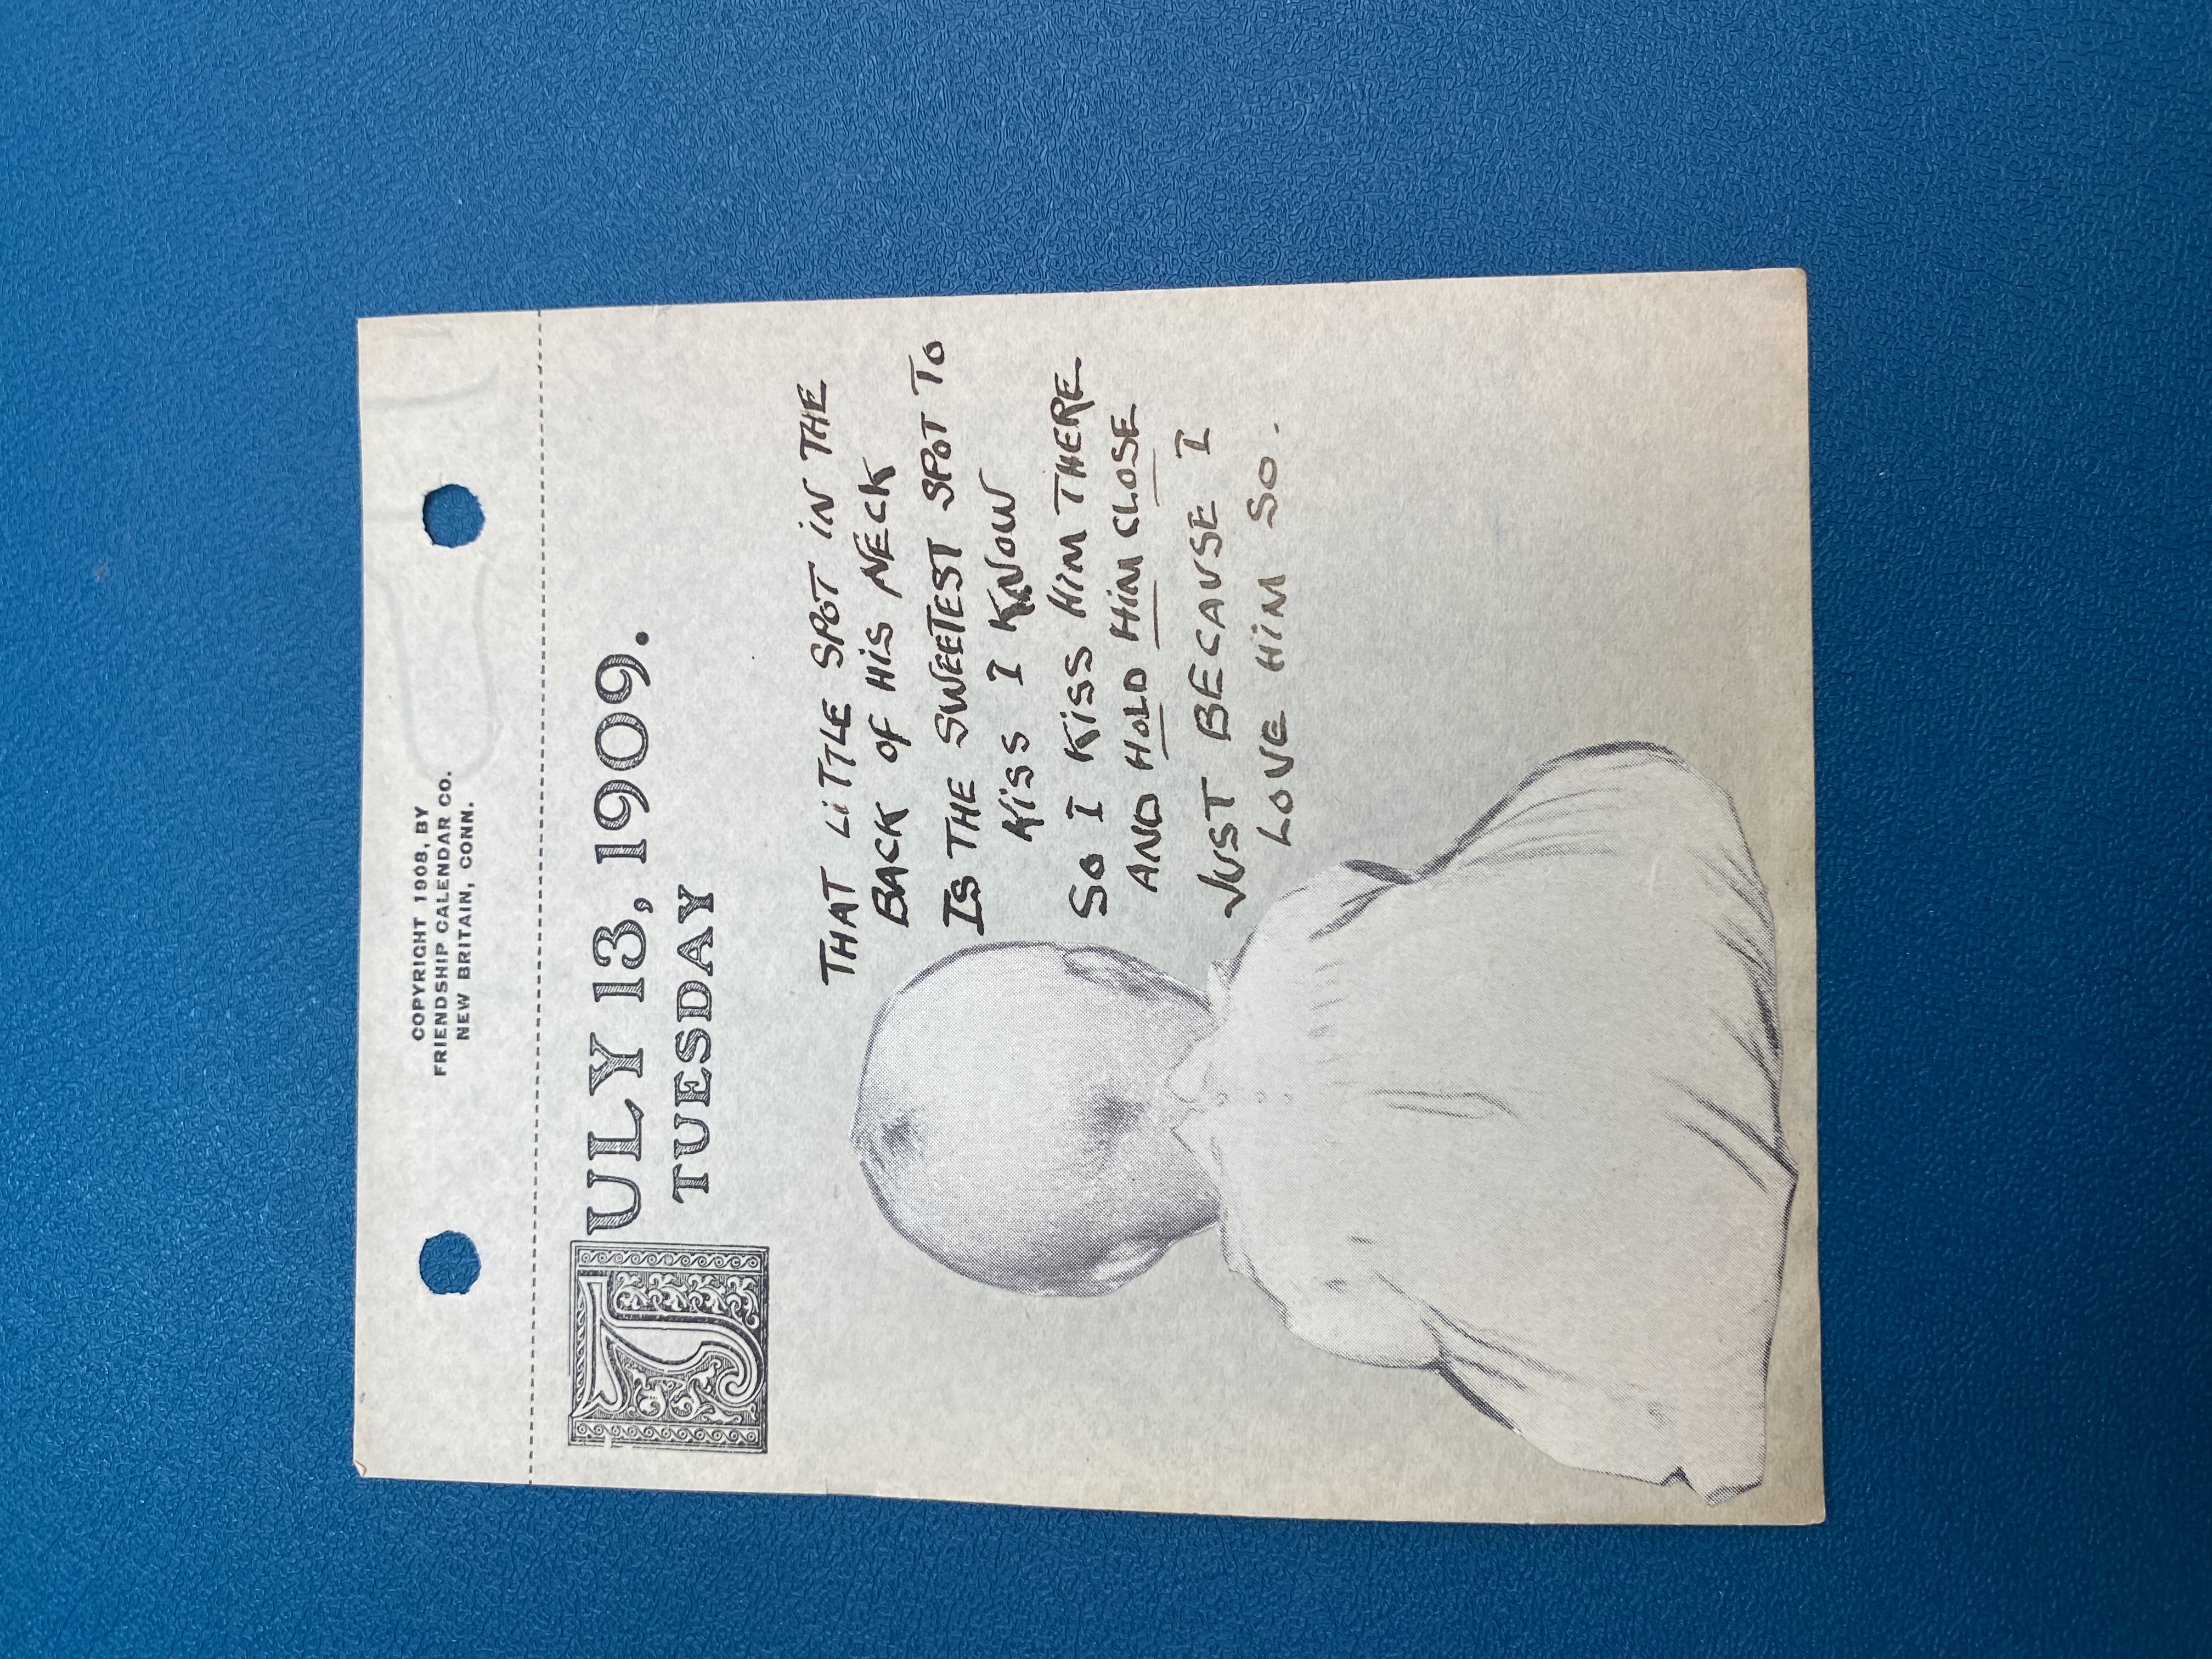 COPYRIGHT 1908, BY
FRIENDSHIP CALENDAR CO.
NEW BRITAIN, CONN.
JULY 13, 1909.
TUESDAY
THAT LiTTLE SPOT iN THE
BACK OF HiS NECK
IS THE SWEETEST SPOT TO
KiSS I KNOW
SO I KiSS HiM THERE
AND HOLD HiM CLOSE
JUST BECAUSE I
LOVE HiM SO.